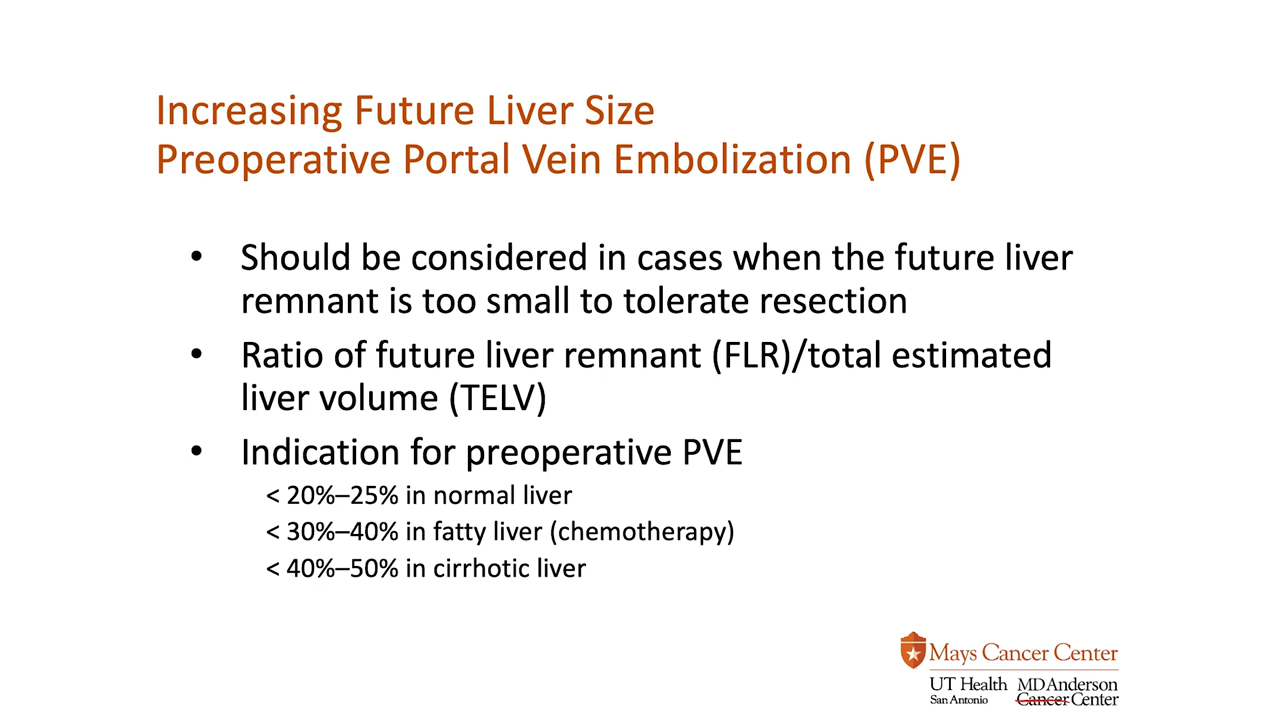 Increasing Future Liver Size
Preoperative Portal Vein Embolization (PVE)
• Should be considered in cases when the future liver
remnant is too small to tolerate resection
• Ratio of future liver remnant (FLR)/total estimated
liver volume (TELV)
• Indication for preoperative PVE
< 20%–25% in normal liver
< 30%–40% in fatty liver (chemotherapy)
< 40%–50% in cirrhotic liver
Mays Cancer Center
UT Health
San Antonio
MD Anderson
Cancer Center